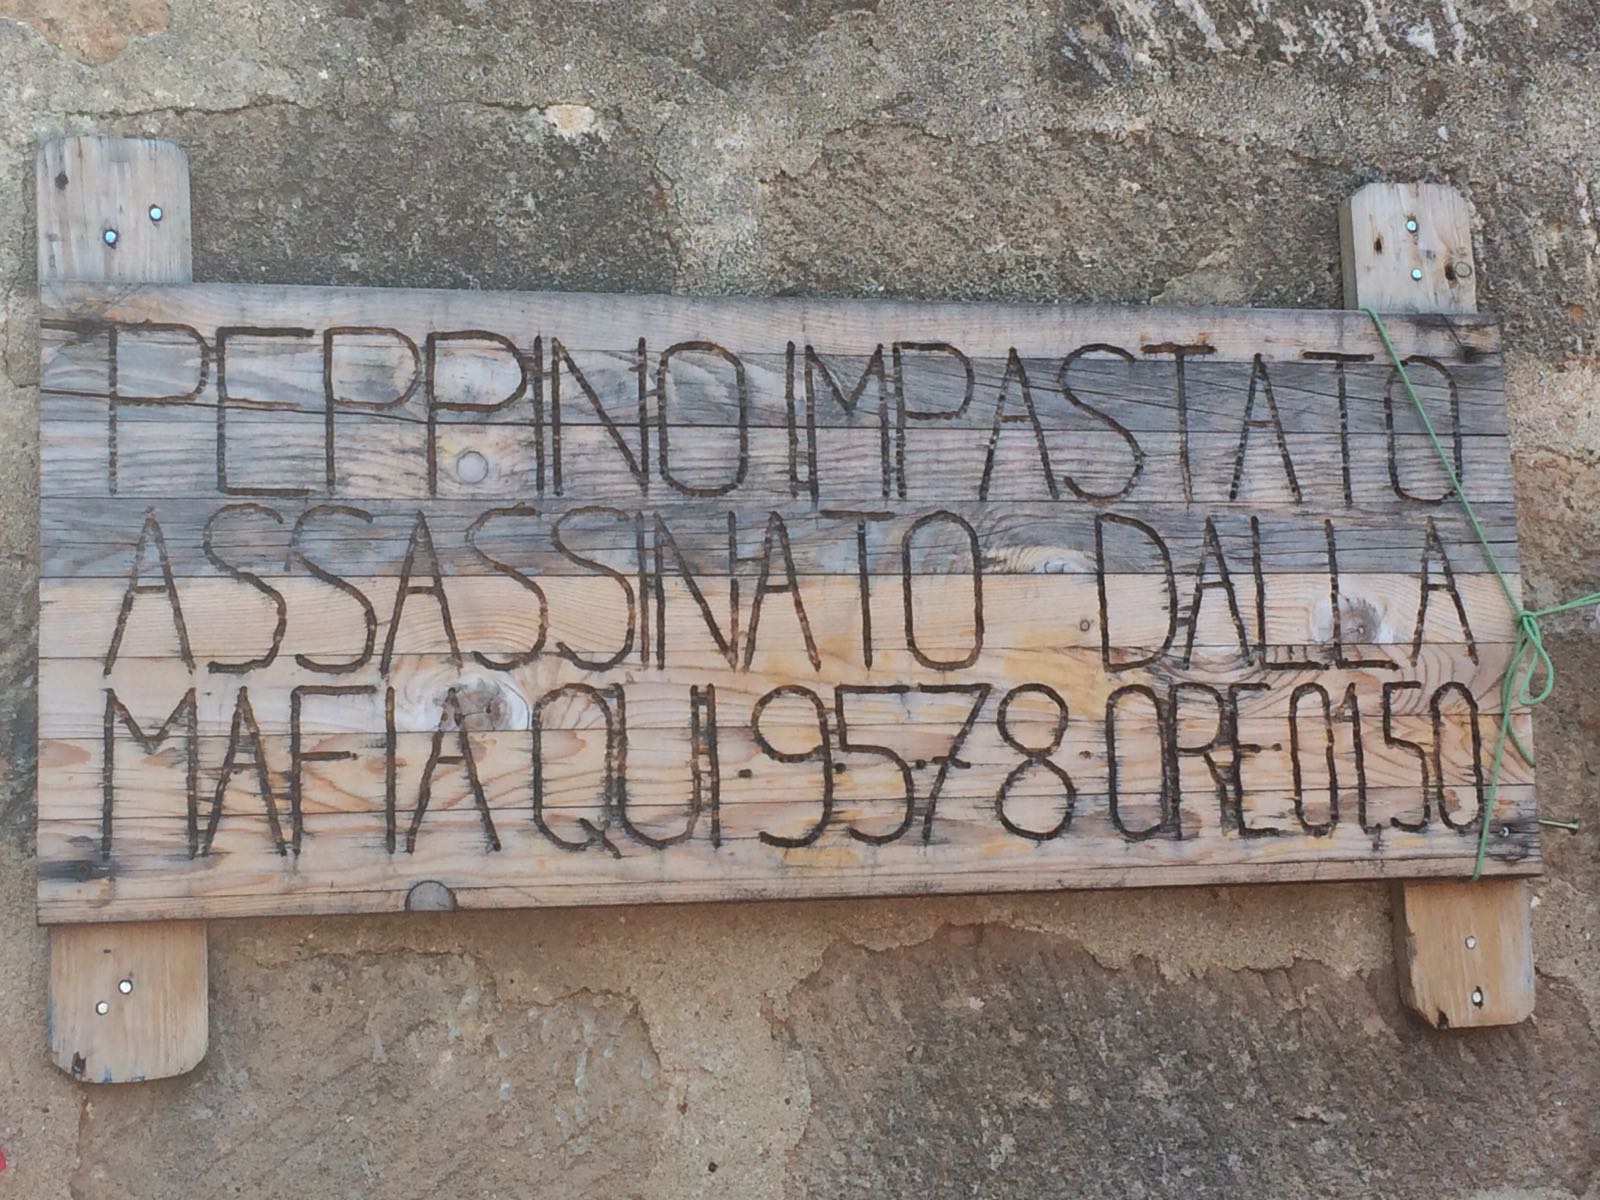 PEPPINO IMPASTATO
ASSASSINATO DALLA
MAFIA QUI·9·5·78 ORE 01,50